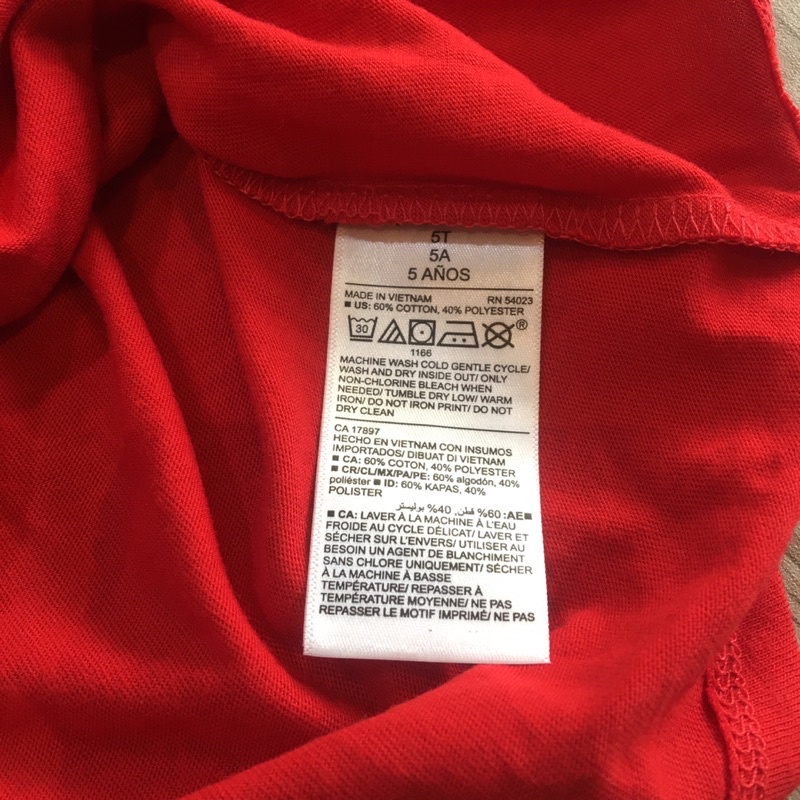 5T
5A
5 AÑOS
MADE IN VIETNAM RN 54023
■ US: 60% COTTON, 40% POLYESTER
30 ®
1166
MACHINE WASH COLD GENTLE CYCLE/
WASH AND DRY INSIDE OUT/ ONLY
NON-CHLORINE BLEACH WHEN
NEEDED/ TUMBLE DRY LOW/ WARM
IRON/ DO NOT IRON PRINT/ DO NOT
DRY CLEAN
CA 17897
HECHO EN VIETNAM CON INSUMOS
IMPORTADOS/ DIBUAT DI VIETNAM
■ CA: 60% COTON, 40% POLYESTER
■ CR/CL/MX/PA/PE: 60% algodón, 40%
poliéster ■ ID: 60% KAPAS, 40%
POLISTER
■AE: 60% قطن, 40% بوليستر
■ CA: LAVER À LA MACHINE À L'EAU
FROIDE AU CYCLE DÉLICAT/ LAVER ET
SÉCHER SUR L'ENVERS/ UTILISER AU
BESOIN UN AGENT DE BLANCHIMENT
SANS CHLORE UNIQUEMENT/ SÉCHER
À LA MACHINE À BASSE
TEMPÉRATURE/ REPASSER À
TEMPÉRATURE MOYENNE/ NE PAS
REPASSER LE MOTIF IMPRIMÉ/ NE PAS